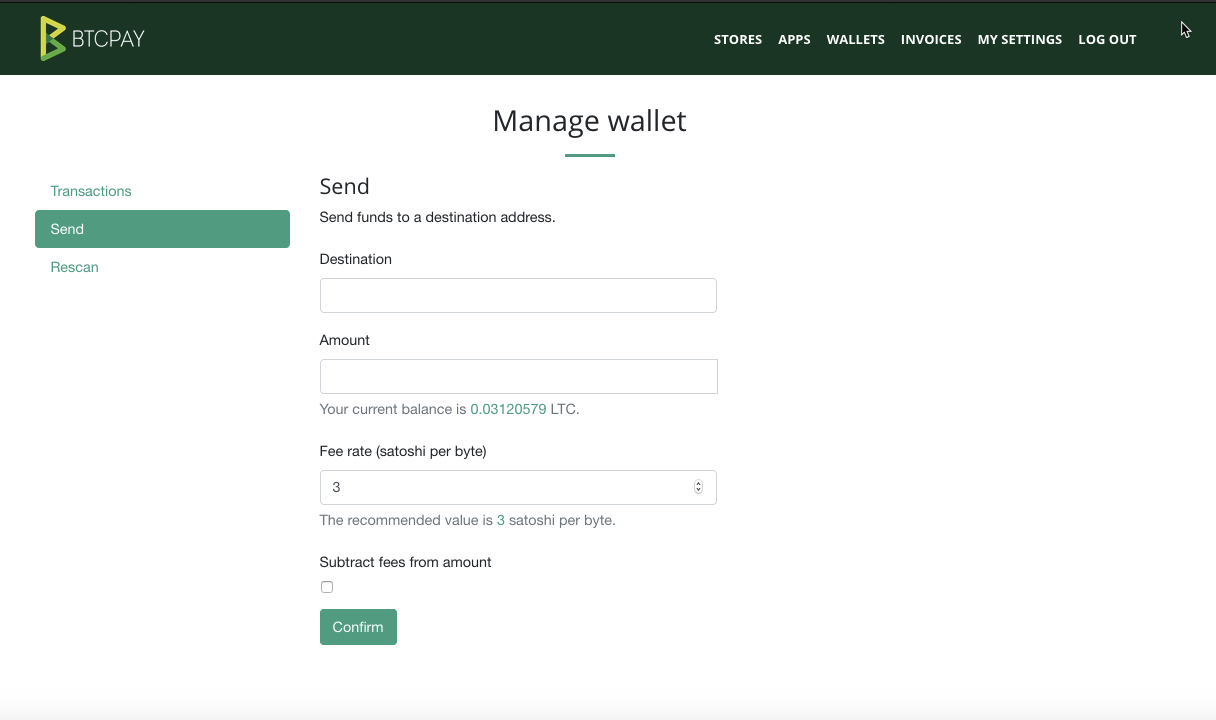 BTCPAY
STORES APPS WALLETS INVOICES MY SETTINGS LOG OUT
Manage wallet
Transactions
Send
Rescan
Send
Send funds to a destination address.
Destination
Amount
Your current balance is 0.03120579 LTC.
Fee rate (satoshi per byte)
3
The recommended value is 3 satoshi per byte.
Subtract fees from amount
Confirm